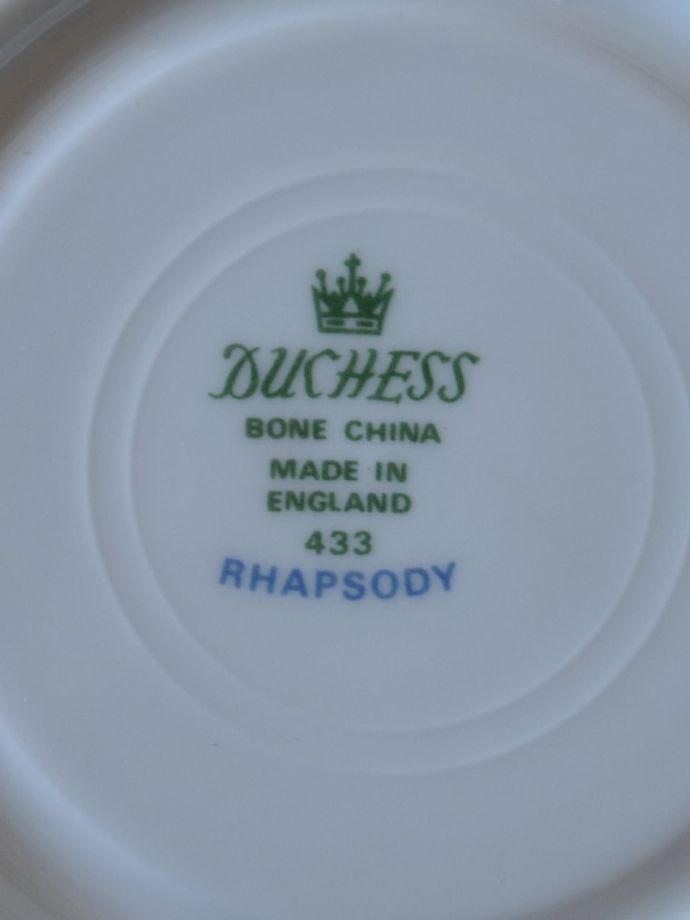 DUCHESS
BONE CHINA
MADE IN
ENGLAND
433
RHAPSODY